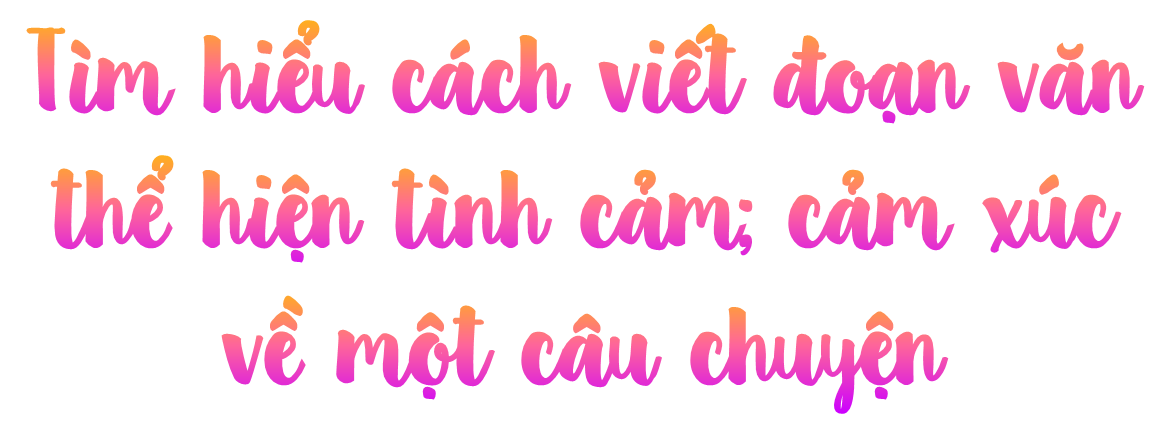 Tìm hiểu cách viết đoạn văn
thể hiện tình cảm; cảm xúc
về một câu chuyện